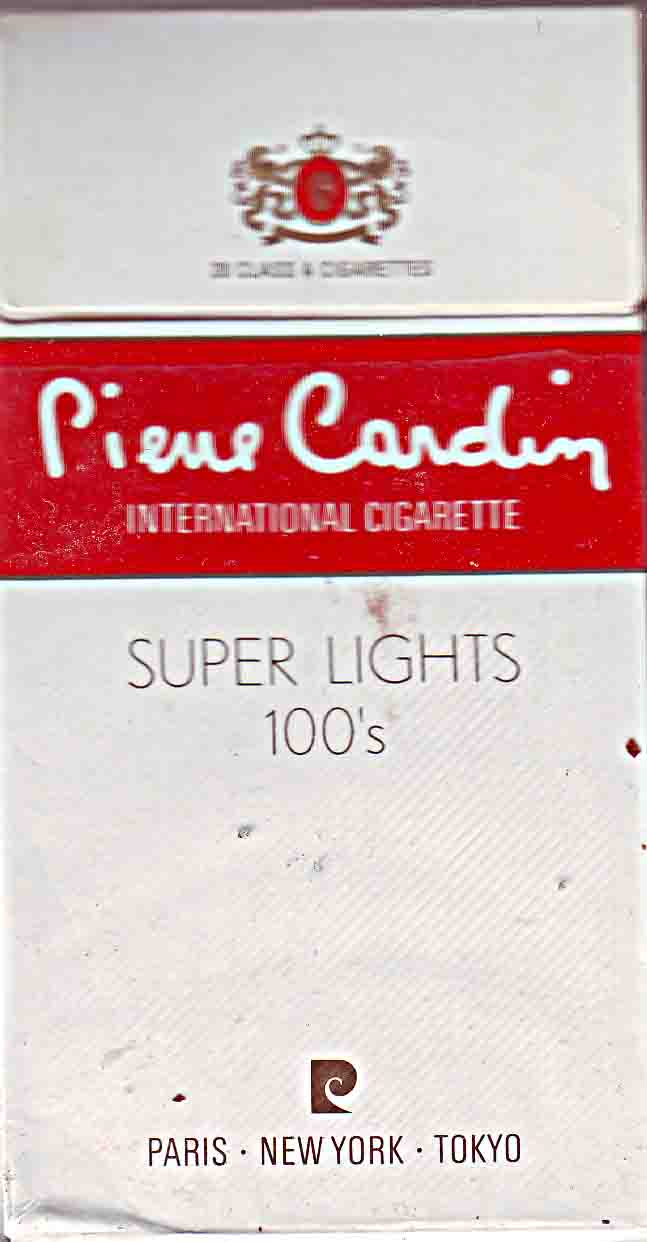 20 CLASS A CIGARETTES
Pierre Cardin
INTERNATIONAL CIGARETTE
SUPER LIGHTS
100's
PARIS · NEW YORK · TOKYO